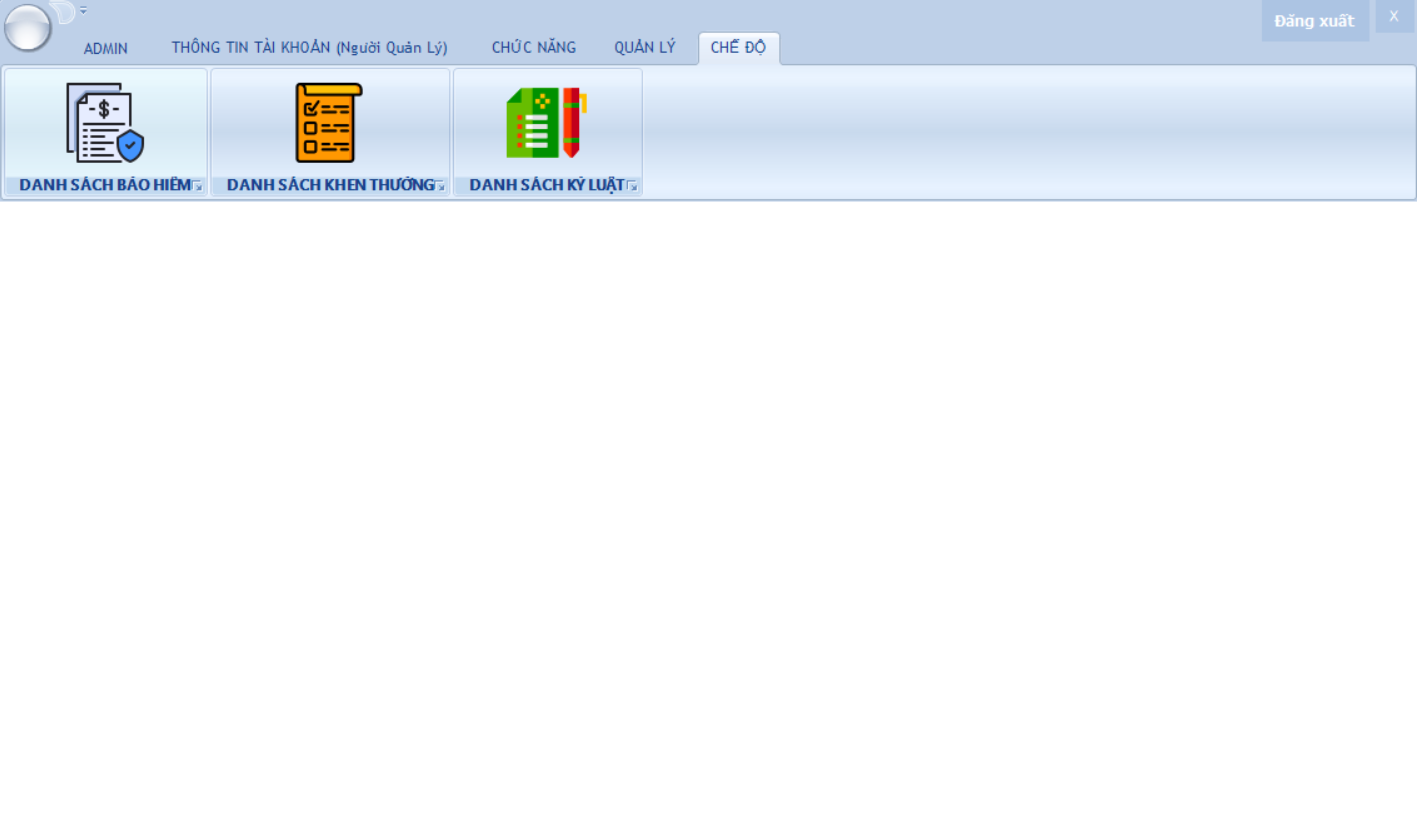 Đăng xuất
X
ADMIN THÔNG TIN TÀI KHOẢN (Người Quản Lý) CHỨC NĂNG QUẢN LÝ CHẾ ĐỘ
-$-
DANH SÁCH BẢO HIỂM DANH SÁCH KHEN THƯỞNG DANH SÁCH KỶ LUẬT